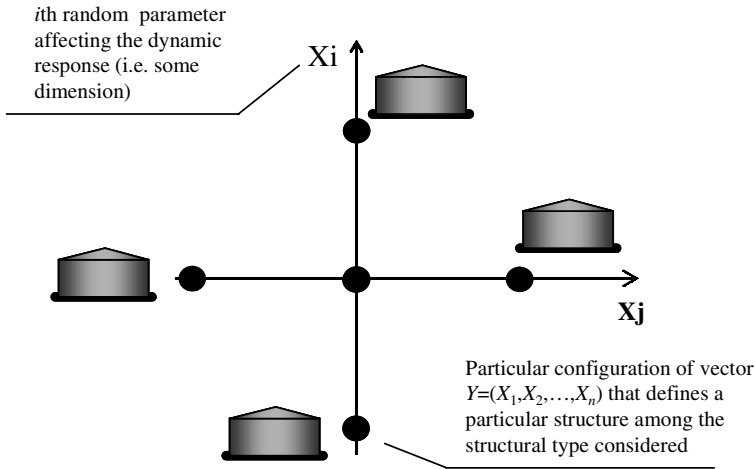 ith random parameter
affecting the dynamic
response (i.e. some
dimension)
Xi
Xj
Particular configuration of vector
Y=(X1,X2,...,Xn) that defines a
particular structure among the
structural type considered